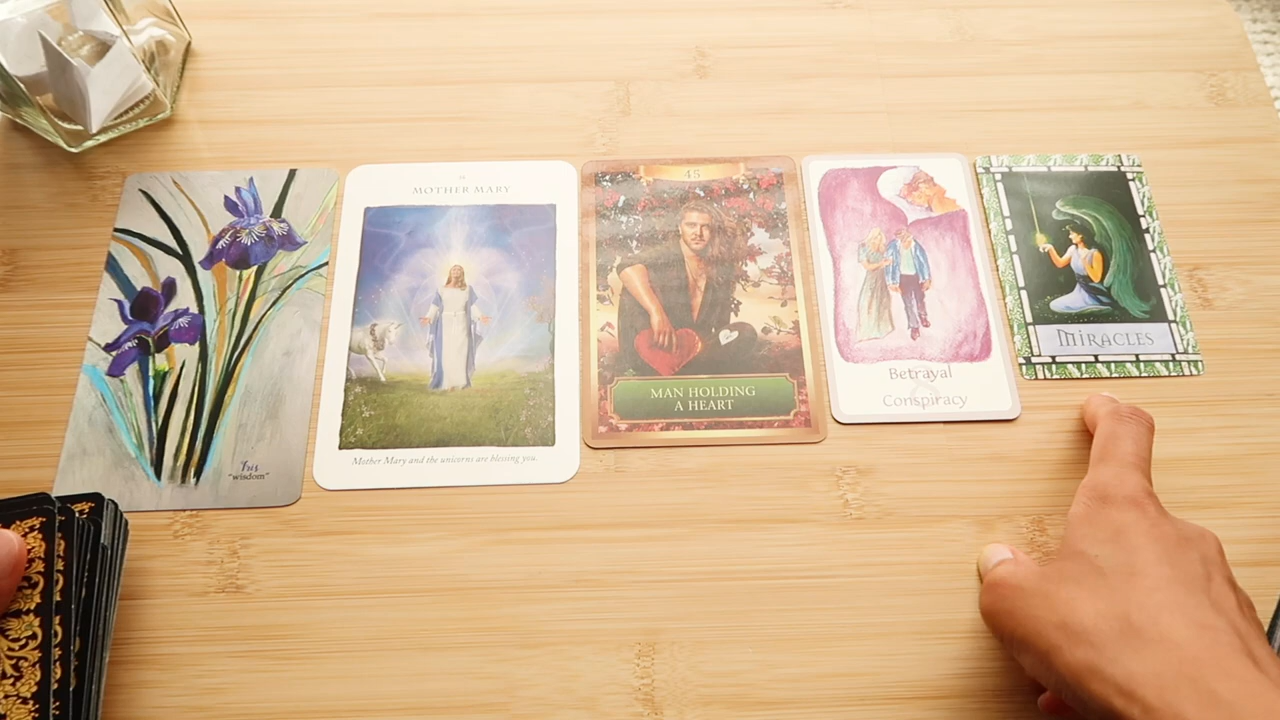 Iris
"wisdom"
MOTHER MARY
Mother Mary and the unicorns are blessing you.
45
MAN HOLDING
A HEART
Betrayal
Conspiracy
MIRACLES